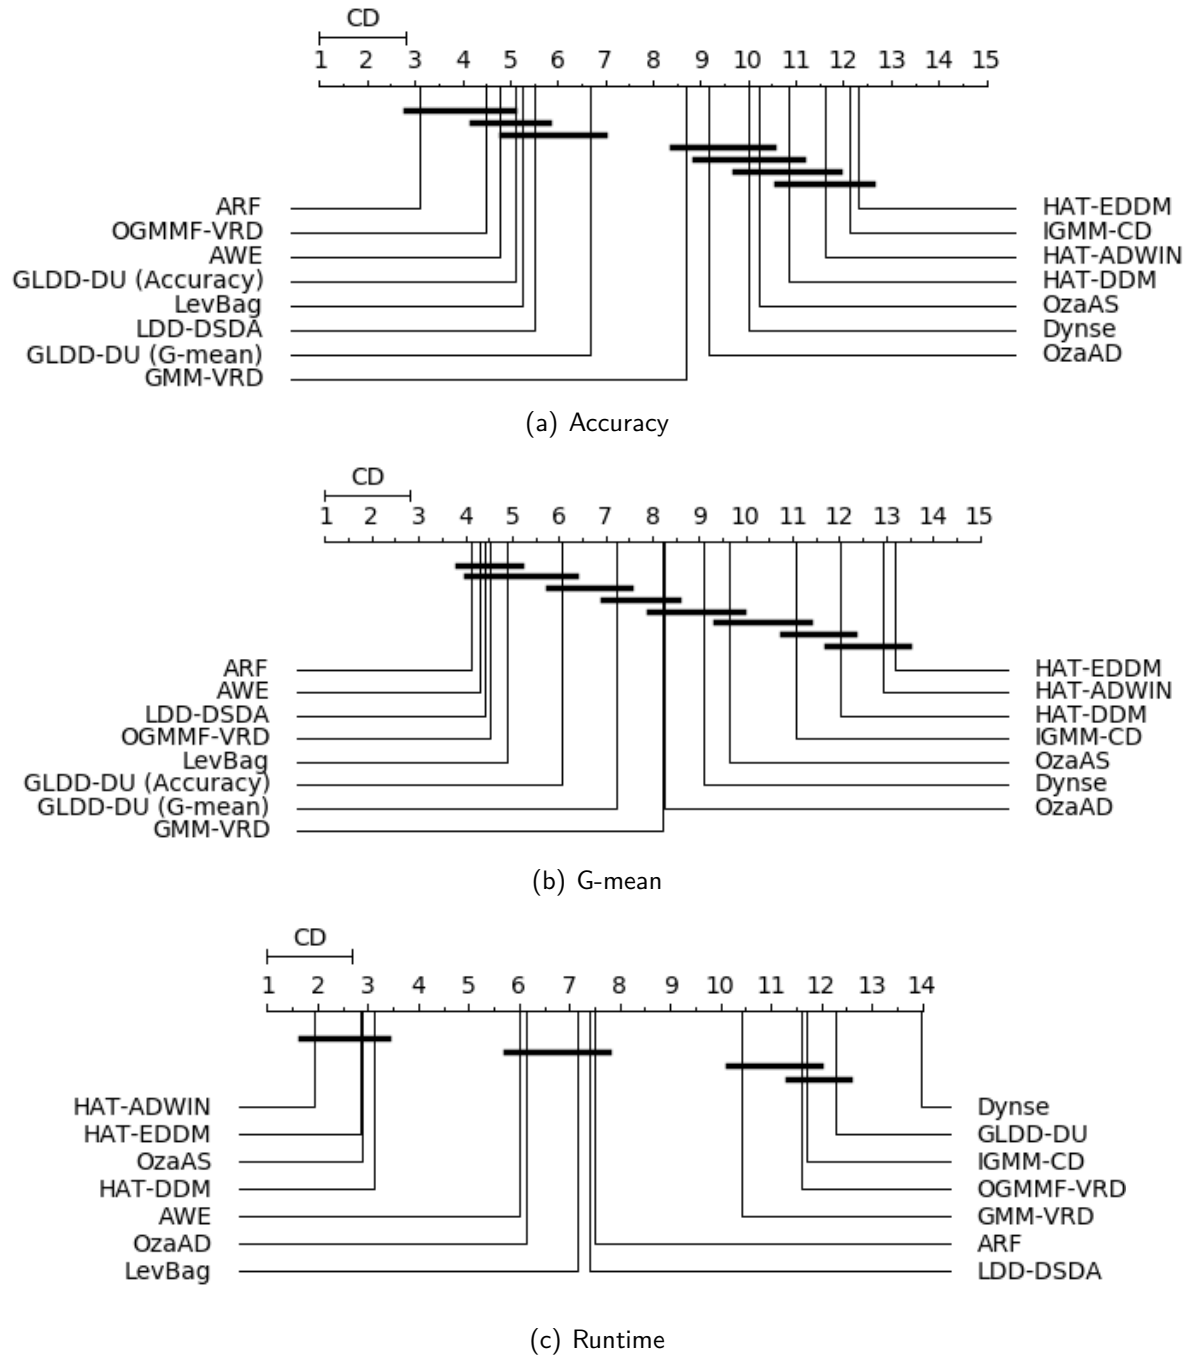 CD
1 2 3 4 5 6 7 8 9 10 11 12 13 14 15
ARF HAT-EDDM
OGMMF-VRD IGMM-CD
AWE HAT-ADWIN
GLDD-DU (Accuracy) HAT-DDM
LevBag OzaAS
LDD-DSDA Dynse
GLDD-DU (G-mean) OzaAD
GMM-VRD
(a) Accuracy
CD
1 2 3 4 5 6 7 8 9 10 11 12 13 14 15
ARF HAT-EDDM
AWE HAT-ADWIN
LDD-DSDA HAT-DDM
OGMMF-VRD IGMM-CD
LevBag OzaAS
GLDD-DU (Accuracy) Dynse
GLDD-DU (G-mean) OzaAD
GMM-VRD
(b) G-mean
CD
1 2 3 4 5 6 7 8 9 10 11 12 13 14
HAT-ADWIN Dynse
HAT-EDDM GLDD-DU
OzaAS IGMM-CD
HAT-DDM OGMMF-VRD
AWE GMM-VRD
OzaAD ARF
LevBag LDD-DSDA
(c) Runtime